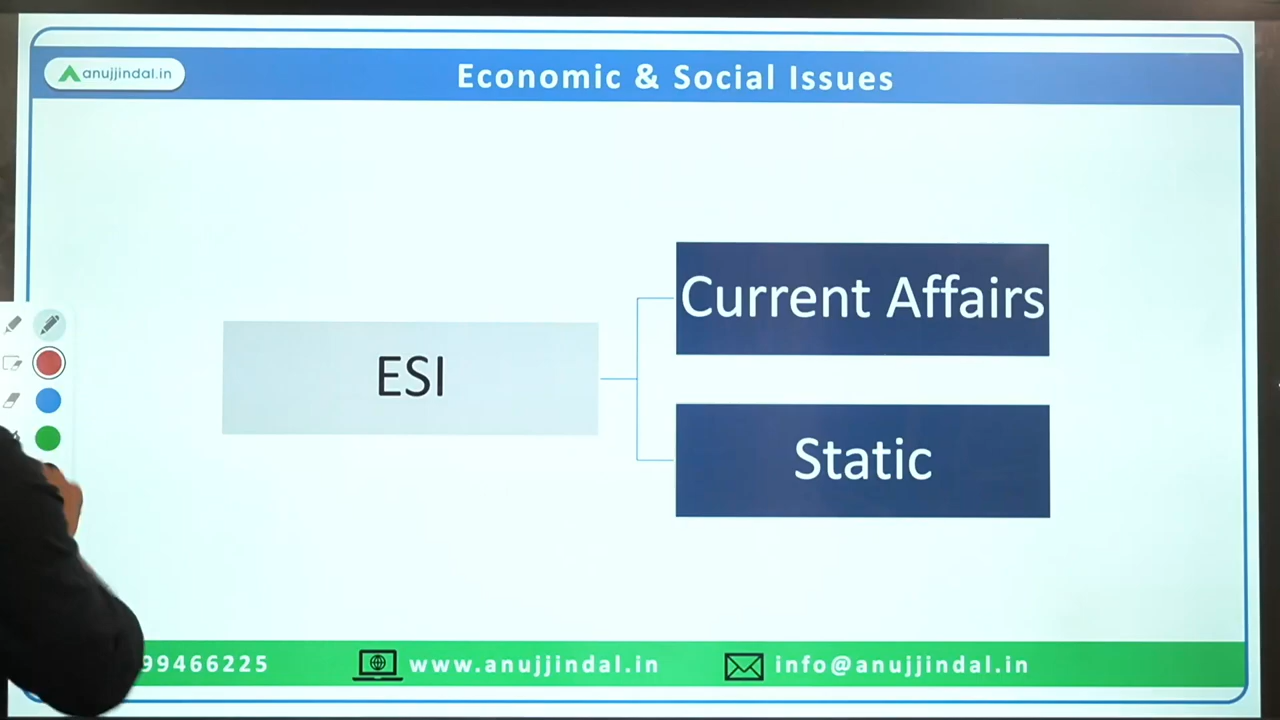 anujjindal.in
Economic & Social Issues
Current Affairs
ESI
Static
99466225
www.anujjindal.in
info@anujjindal.in